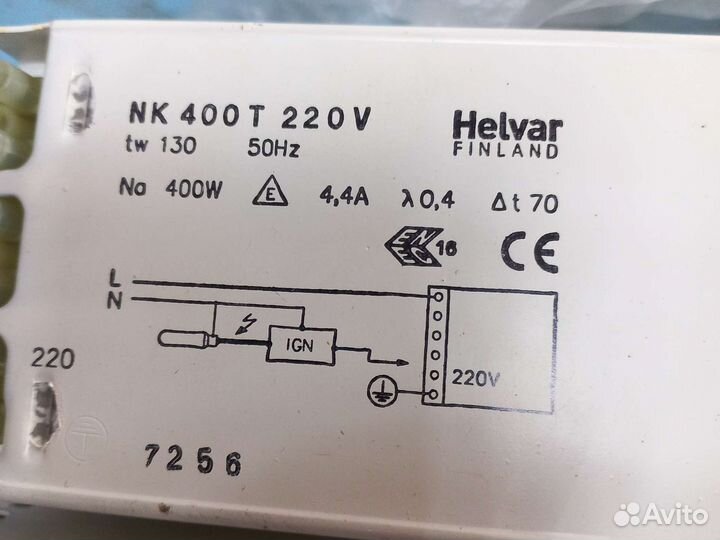 NK 400T 220V
Helvar
FINLAND
tw 130 50Hz
Na 400W E 4,4A λ0,4 Δt 70
ENEC 16 CE
L
N
IGN
220V
220
7256
Avito